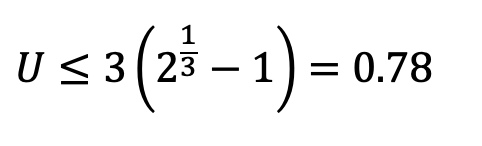 U ≤ 3(2^{1/3} − 1) = 0.78